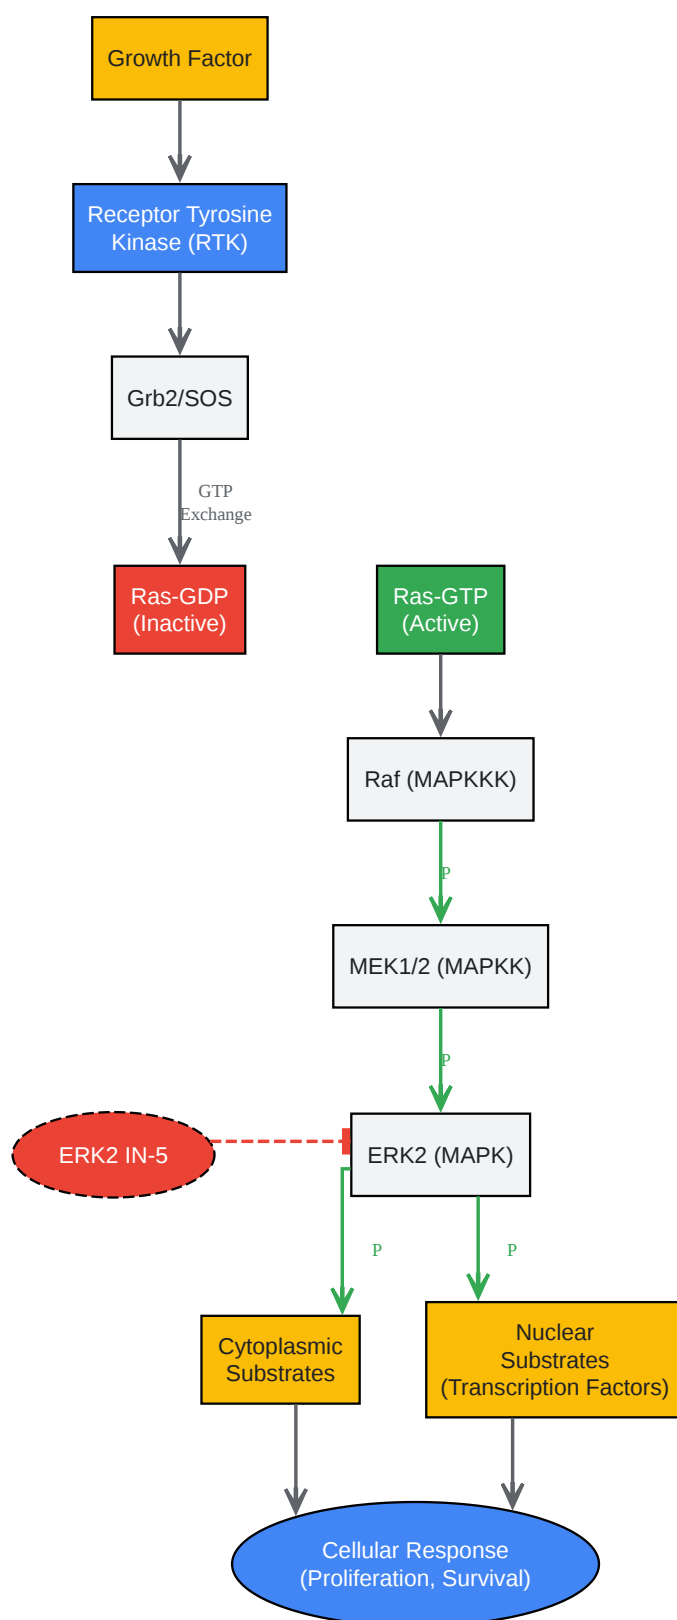 Growth Factor
Receptor Tyrosine
Kinase (RTK)
Grb2/SOS
GTP
Exchange
Ras-GDP
(Inactive)
Ras-GTP
(Active)
Raf (MAPKKK)
P
MEK1/2 (MAPKK)
P
ERK2 IN-5
ERK2 (MAPK)
P
P
Cytoplasmic
Substrates
Nuclear
Substrates
(Transcription Factors)
Cellular Response
(Proliferation, Survival)